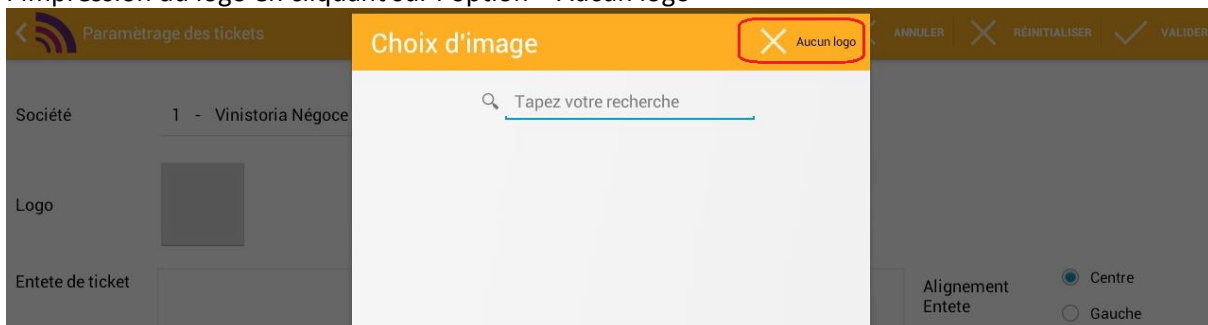 l'impression du logo en cliquant sur l'option « Aucun logo »
Paramètrage des tickets
Choix d'image
Aucun logo
ANNULER
RÉINITIALISER
VALIDER
Tapez votre recherche
Société
1 - Vinistoria Négoce
Logo
Entete de ticket
Alignement
Entete
Centre
Gauche